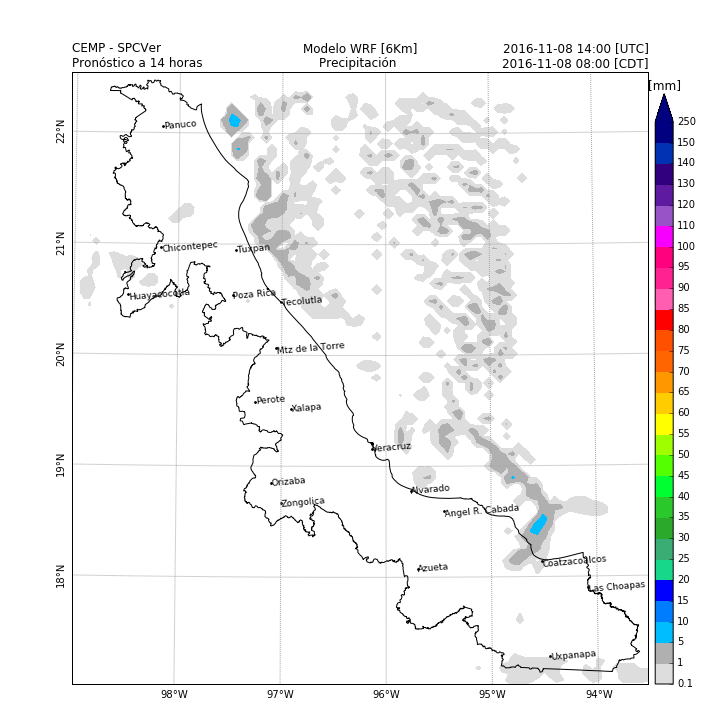 CEMP - SPCVer
Modelo WRF [6Km]
2016-11-08 14:00 [UTC]
Pronóstico a 14 horas
Precipitación
2016-11-08 08:00 [CDT]
[mm]
250
150
140
130
120
110
100
95
90
85
80
75
70
65
60
55
50
45
40
35
30
25
20
15
10
5
1
0.1
22°N
21°N
20°N
19°N
18°N
Panuco
Chicontepec
Tuxpan
Huayacocotla
Poza Rica
Tecolutla
Mtz de la Torre
Perote
Xalapa
Veracruz
Orizaba
Alvarado
Zongolica
Angel R. Cabada
Azueta
Coatzacoalcos
Las Choapas
Uxpanapa
98°W
97°W
96°W
95°W
94°W